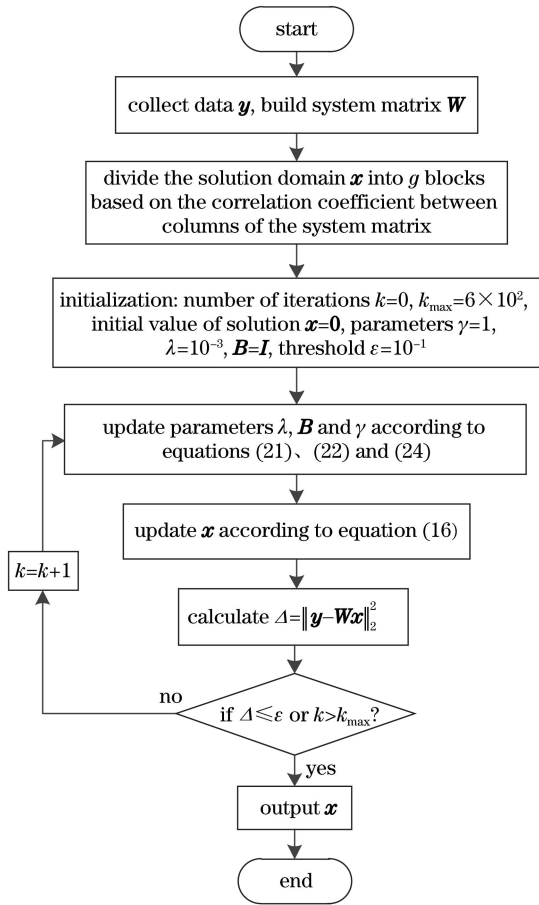 start
collect data y, build system matrix W
divide the solution domain x into g blocks
based on the correlation coefficient between
columns of the system matrix
initialization: number of iterations k=0, kmax=6×10²,
initial value of solution x=0, parameters γ=1,
λ=10⁻³, B=I, threshold ε=10⁻¹
update parameters λ, B and γ according to
equations (21)、(22) and (24)
update x according to equation (16)
k=k+1
calculate Δ=‖y−Wx‖₂²
no
if Δ≤ε or k>kmax?
yes
output x
end